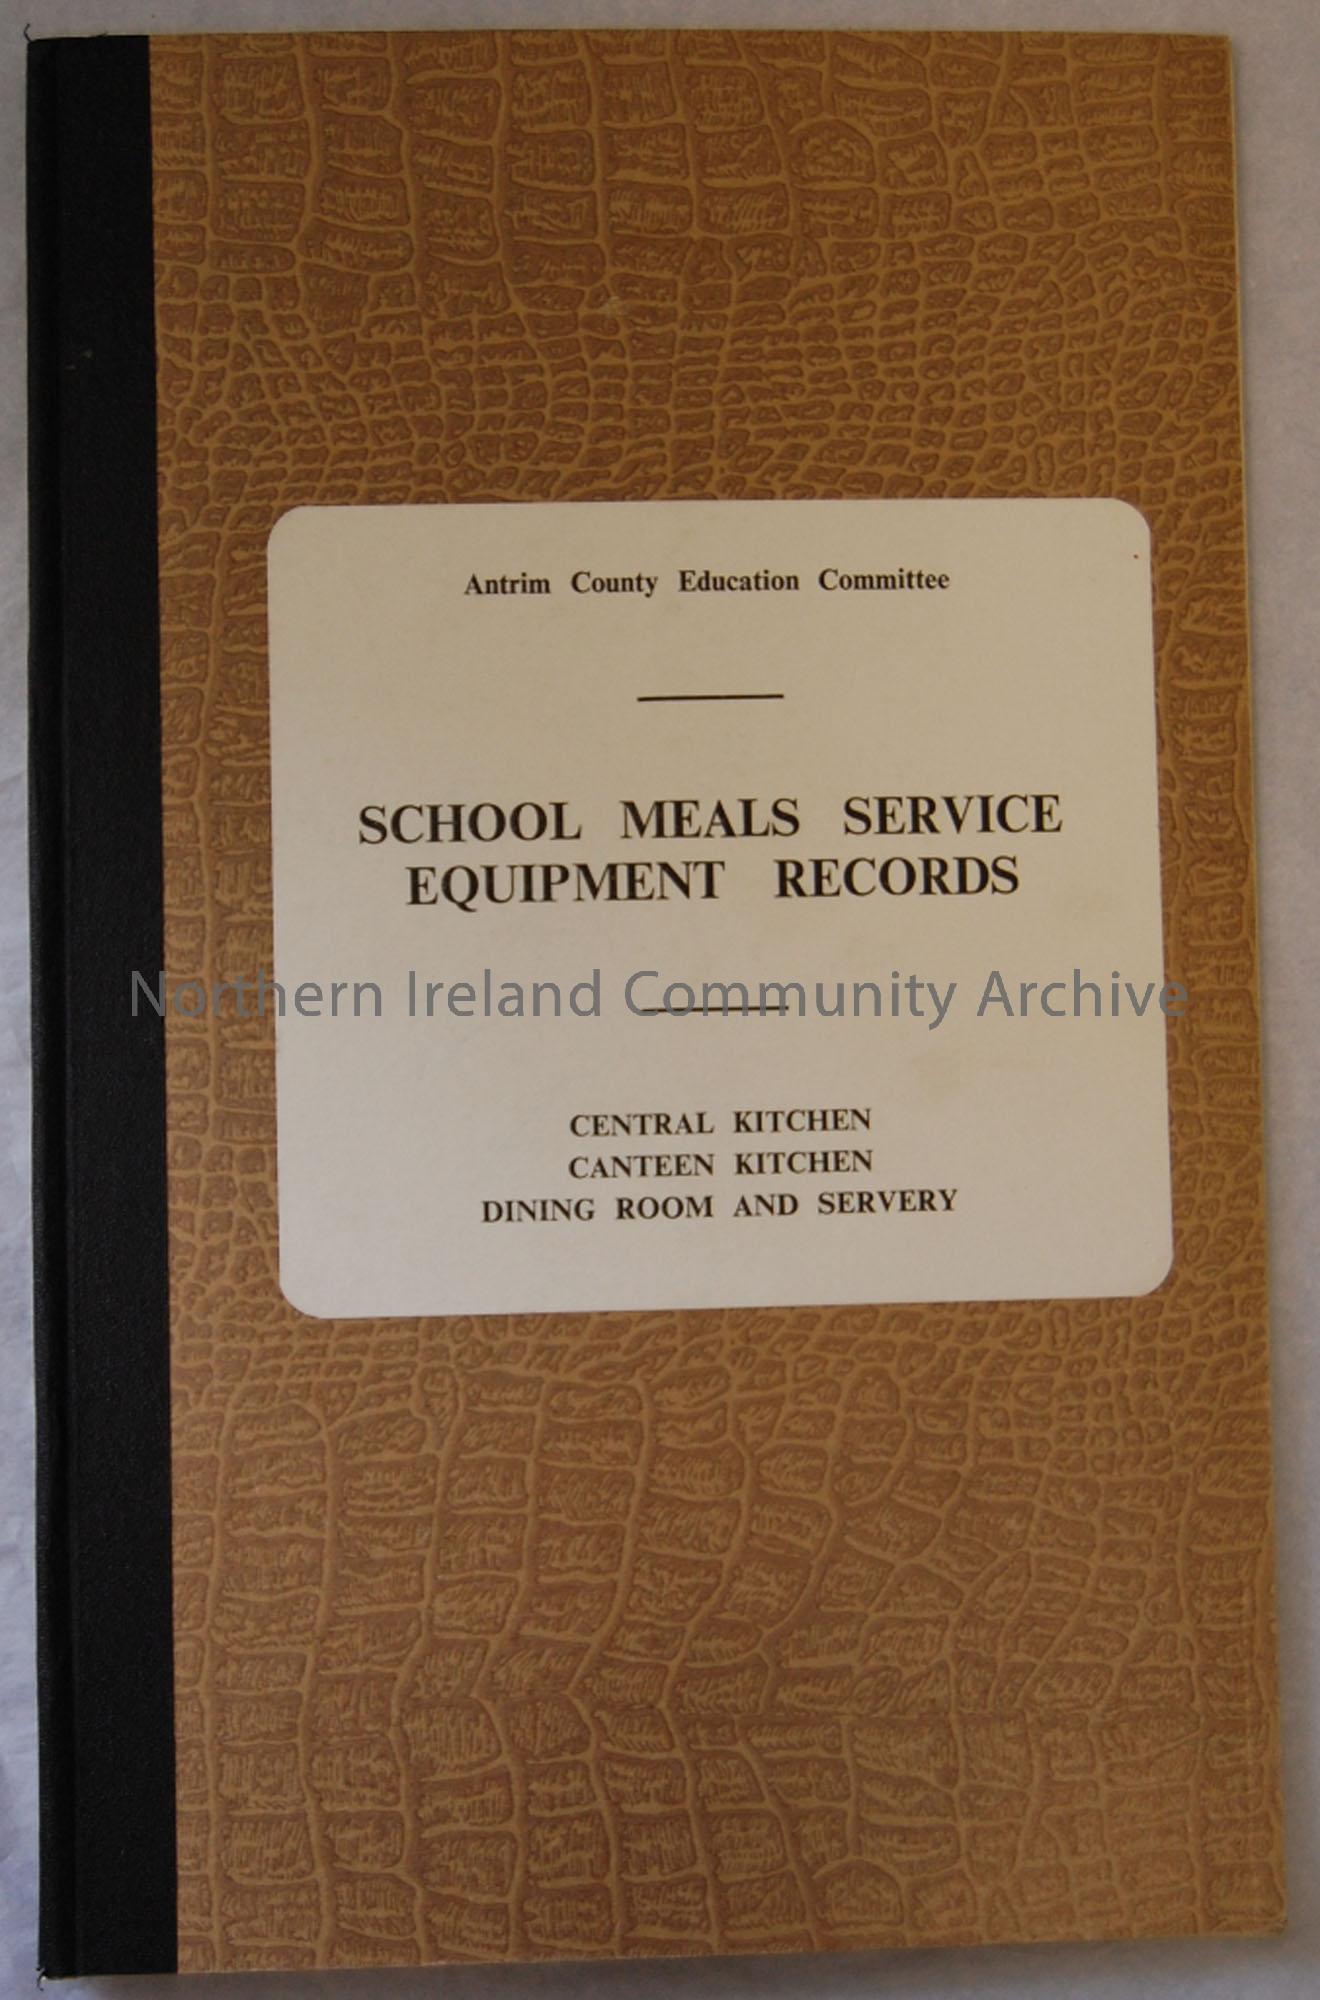 Antrim County Education Committee
SCHOOL MEALS SERVICE
EQUIPMENT RECORDS
Northern Ireland Community Archive
CENTRAL KITCHEN
CANTEEN KITCHEN
DINING ROOM AND SERVERY